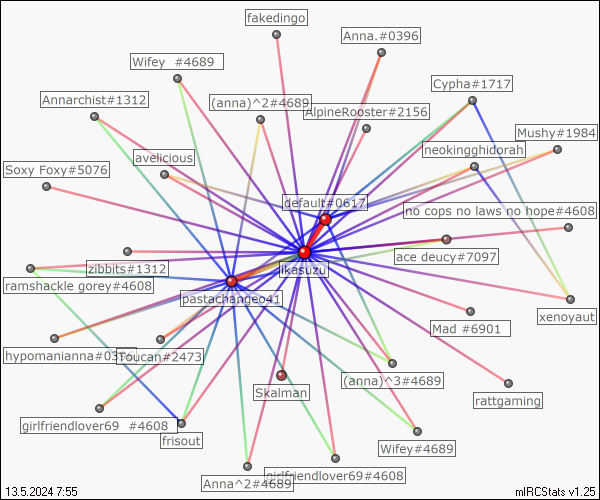 fakedingo
Anna.#0396
Wifey  #4689
Cypha#1717
Annarchist#1312
(anna)^2#4689
AlpineRooster#2156
Mushy#1984
neokingghidorah
avelicious
Soxy Foxy#5076
default#0617
no cops no laws no hope#4608
ace deucy#7097
zibbits#1312
likasuzu
ramshackle gorey#4608
pastachangeo41
xenoyaut
Mad #6901
hypomanianna#0316
Toucan#2473
(anna)^3#4689
Skalman
rattgaming
girlfriendlover69  #4608
frisout
Wifey#4689
girlfriendlover69#4608
Anna^2#4689
13.5.2024 7:55
mIRCStats v1.25